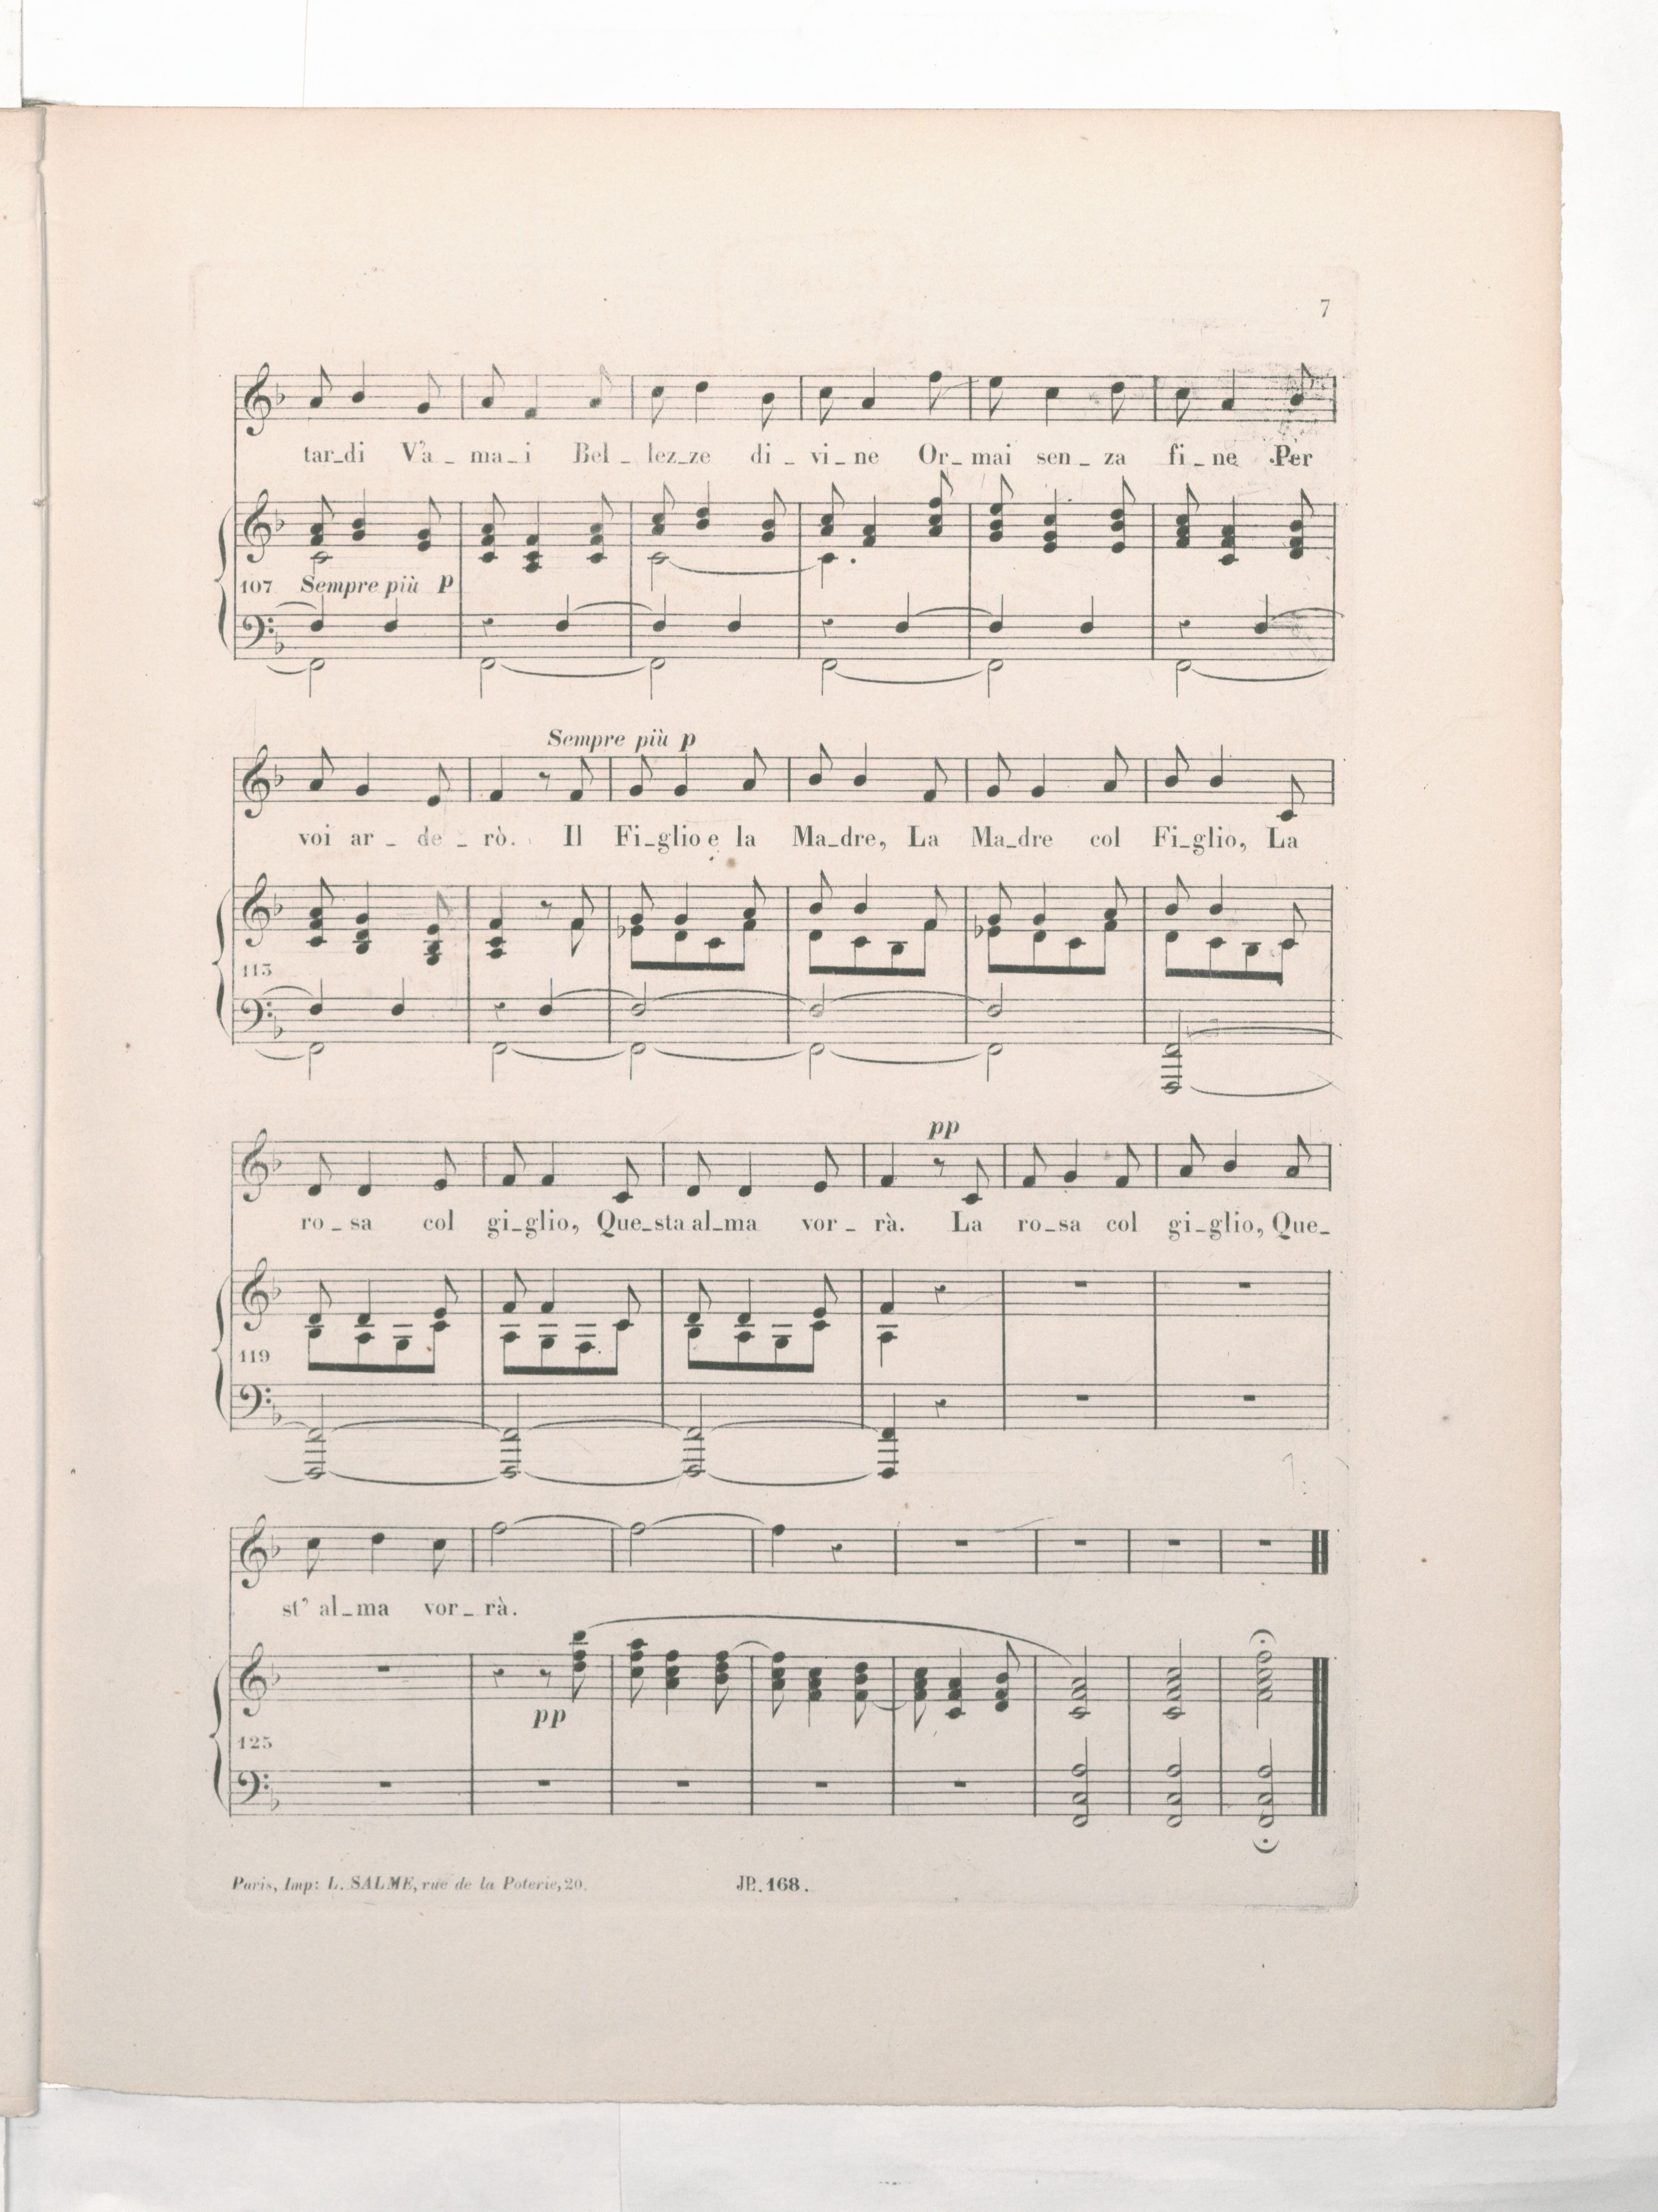 7
tar_di V'a_ma_i Bel_lez_ze di_vi_ne Or_mai sen_za fi_ne Per
107 Sempre più p
Sempre più p
voi ar_de_rò. Il Fi_glio e la Ma_dre, La Ma_dre col Fi_glio, La
113
pp
ro_sa col gi_glio, Que_sta al_ma vor_rà. La ro_sa col gi_glio, Que_
119
st' al_ma vor_rà.
pp
125
Paris, Imp: L. SALME, rue de la Poterie, 20. JP. 168.